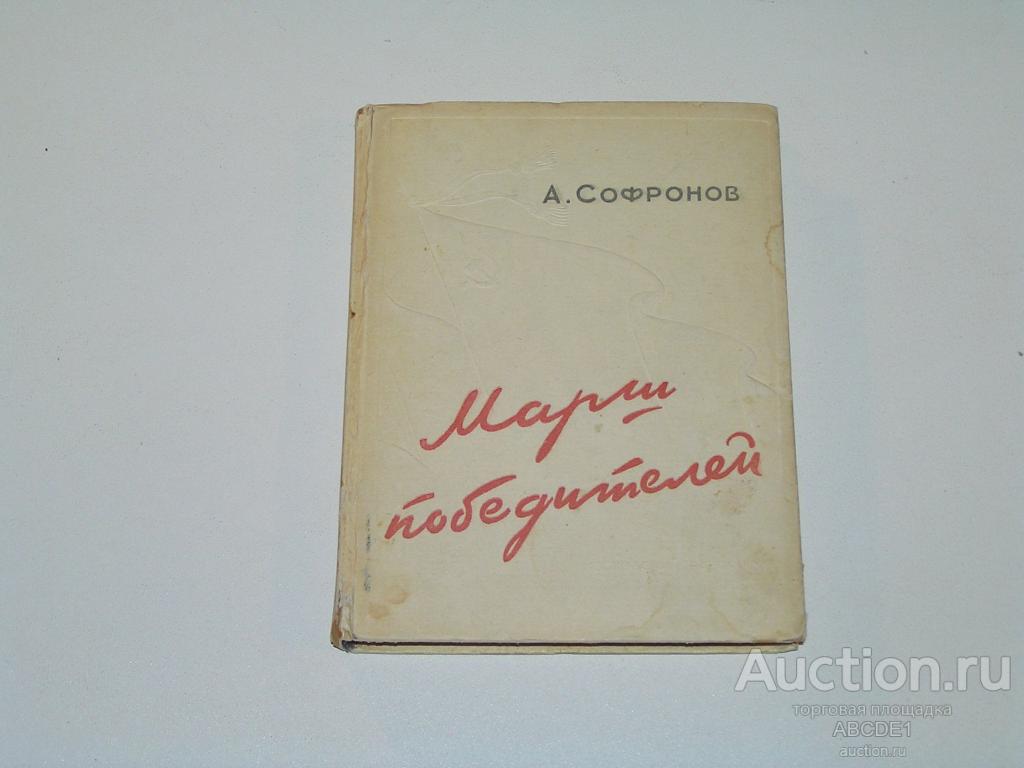 А. Софронов
Марш
победителей
Auction.ru
торговая площадка
ABCDE1
auction.ru